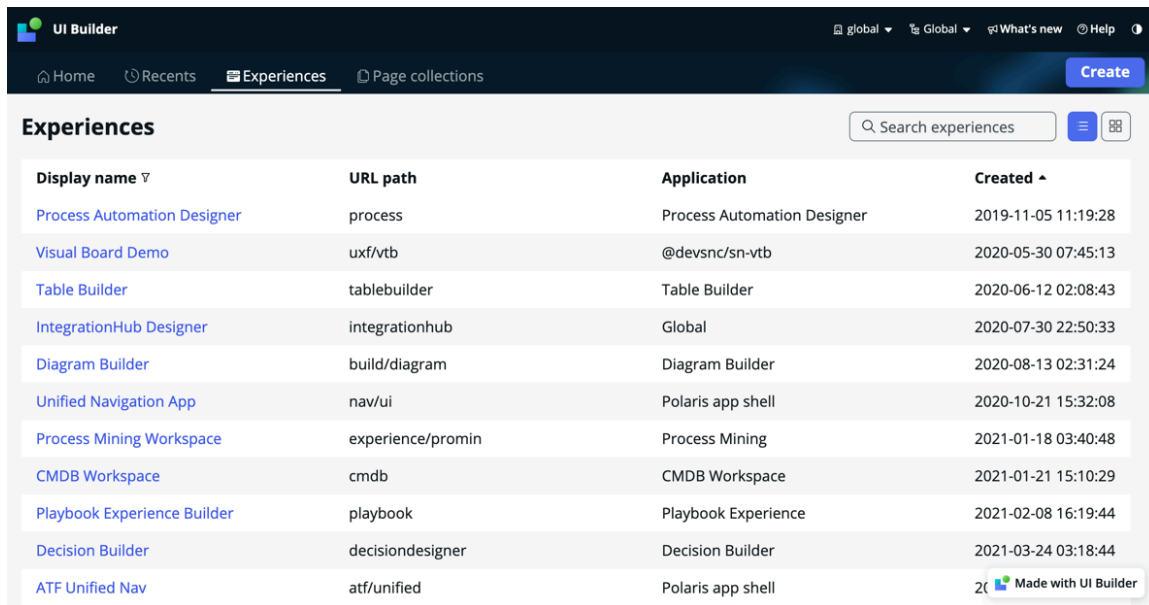 UI Builder
global Global What's new Help
Home Recents Experiences Page collections Create
Experiences Search experiences
Display name URL path Application Created
Process Automation Designer process Process Automation Designer 2019-11-05 11:19:28
Visual Board Demo uxf/vtb @devsnc/sn-vtb 2020-05-30 07:45:13
Table Builder tablebuilder Table Builder 2020-06-12 02:08:43
IntegrationHub Designer integrationhub Global 2020-07-30 22:50:33
Diagram Builder build/diagram Diagram Builder 2020-08-13 02:31:24
Unified Navigation App nav/ui Polaris app shell 2020-10-21 15:32:08
Process Mining Workspace experience/promin Process Mining 2021-01-18 03:40:48
CMDB Workspace cmdb CMDB Workspace 2021-01-21 15:10:29
Playbook Experience Builder playbook Playbook Experience 2021-02-08 16:19:44
Decision Builder decisiondesigner Decision Builder 2021-03-24 03:18:44
ATF Unified Nav atf/unified Polaris app shell
Made with UI Builder